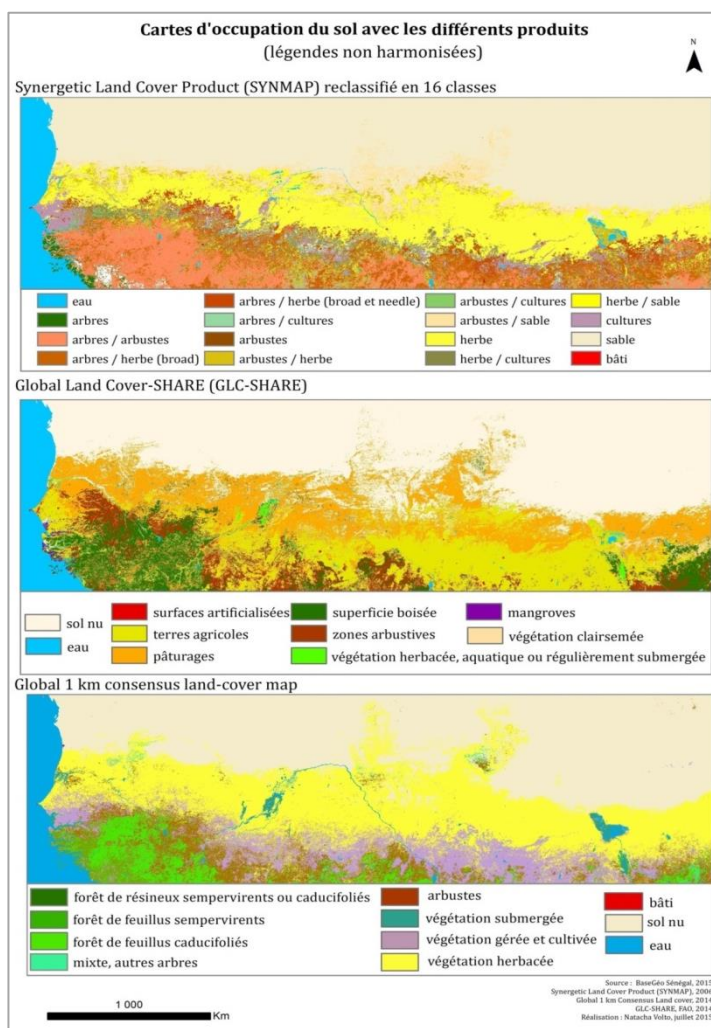 Cartes d'occupation du sol avec les différents produits
(légendes non harmonisées)
N
Synergetic Land Cover Product (SYNMAP) reclassifié en 16 classes
eau
arbres / herbe (broad et needle)
arbustes / cultures
herbe / sable
arbres
arbres / cultures
arbustes / sable
cultures
arbres / arbustes
arbustes
herbe
sable
arbres / herbe (broad)
arbustes / herbe
herbe / cultures
bâti
Global Land Cover-SHARE (GLC-SHARE)
sol nu
eau
surfaces artificialisées
superficie boisée
mangroves
terres agricoles
zones arbustives
végétation clairsemée
pâturages
végétation herbacée, aquatique ou régulièrement submergée
Global 1 km consensus land-cover map
forêt de résineux sempervirents ou caducifoliés
forêt de feuillus sempervirents
forêt de feuillus caducifoliés
mixte, autres arbres
arbustes
végétation submergée
végétation gérée et cultivée
végétation herbacée
bâti
sol nu
eau
1 000
Km
Source : BaseGéo Sénégal, 2015
Synergetic Land Cover Product (SYNMAP), 2006
Global 1 km Consensus Land cover, 2014
GLC-SHARE, FAO, 2014
Réalisation : Natacha Volto, juillet 2015